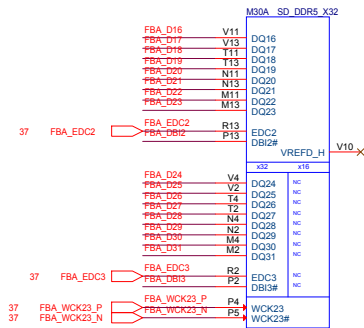 M30A SD_DDR5_X32
FBA_D16 V11 DQ16
FBA_D17 V13 DQ17
FBA_D18 T11 DQ18
FBA_D19 T13 DQ19
FBA_D20 N11 DQ20
FBA_D21 N13 DQ21
FBA_D22 M11 DQ22
FBA_D23 M13 DQ23
37 FBA_EDC2 FBA_EDC2 R13 EDC2
FBA_DBI2 P13 DBI2#
VREFD_H V10
x32 x16
FBA_D24 V4 DQ24 NC
FBA_D25 V2 DQ25 NC
FBA_D26 T4 DQ26 NC
FBA_D27 T2 DQ27 NC
FBA_D28 N4 DQ28 NC
FBA_D29 N2 DQ29 NC
FBA_D30 M4 DQ30 NC
FBA_D31 M2 DQ31 NC
37 FBA_EDC3 FBA_EDC3 R2 EDC3 NC
FBA_DBI3 P2 DBI3# NC
37 FBA_WCK23_P FBA_WCK23_P P4 WCK23
37 FBA_WCK23_N FBA_WCK23_N P5 WCK23#